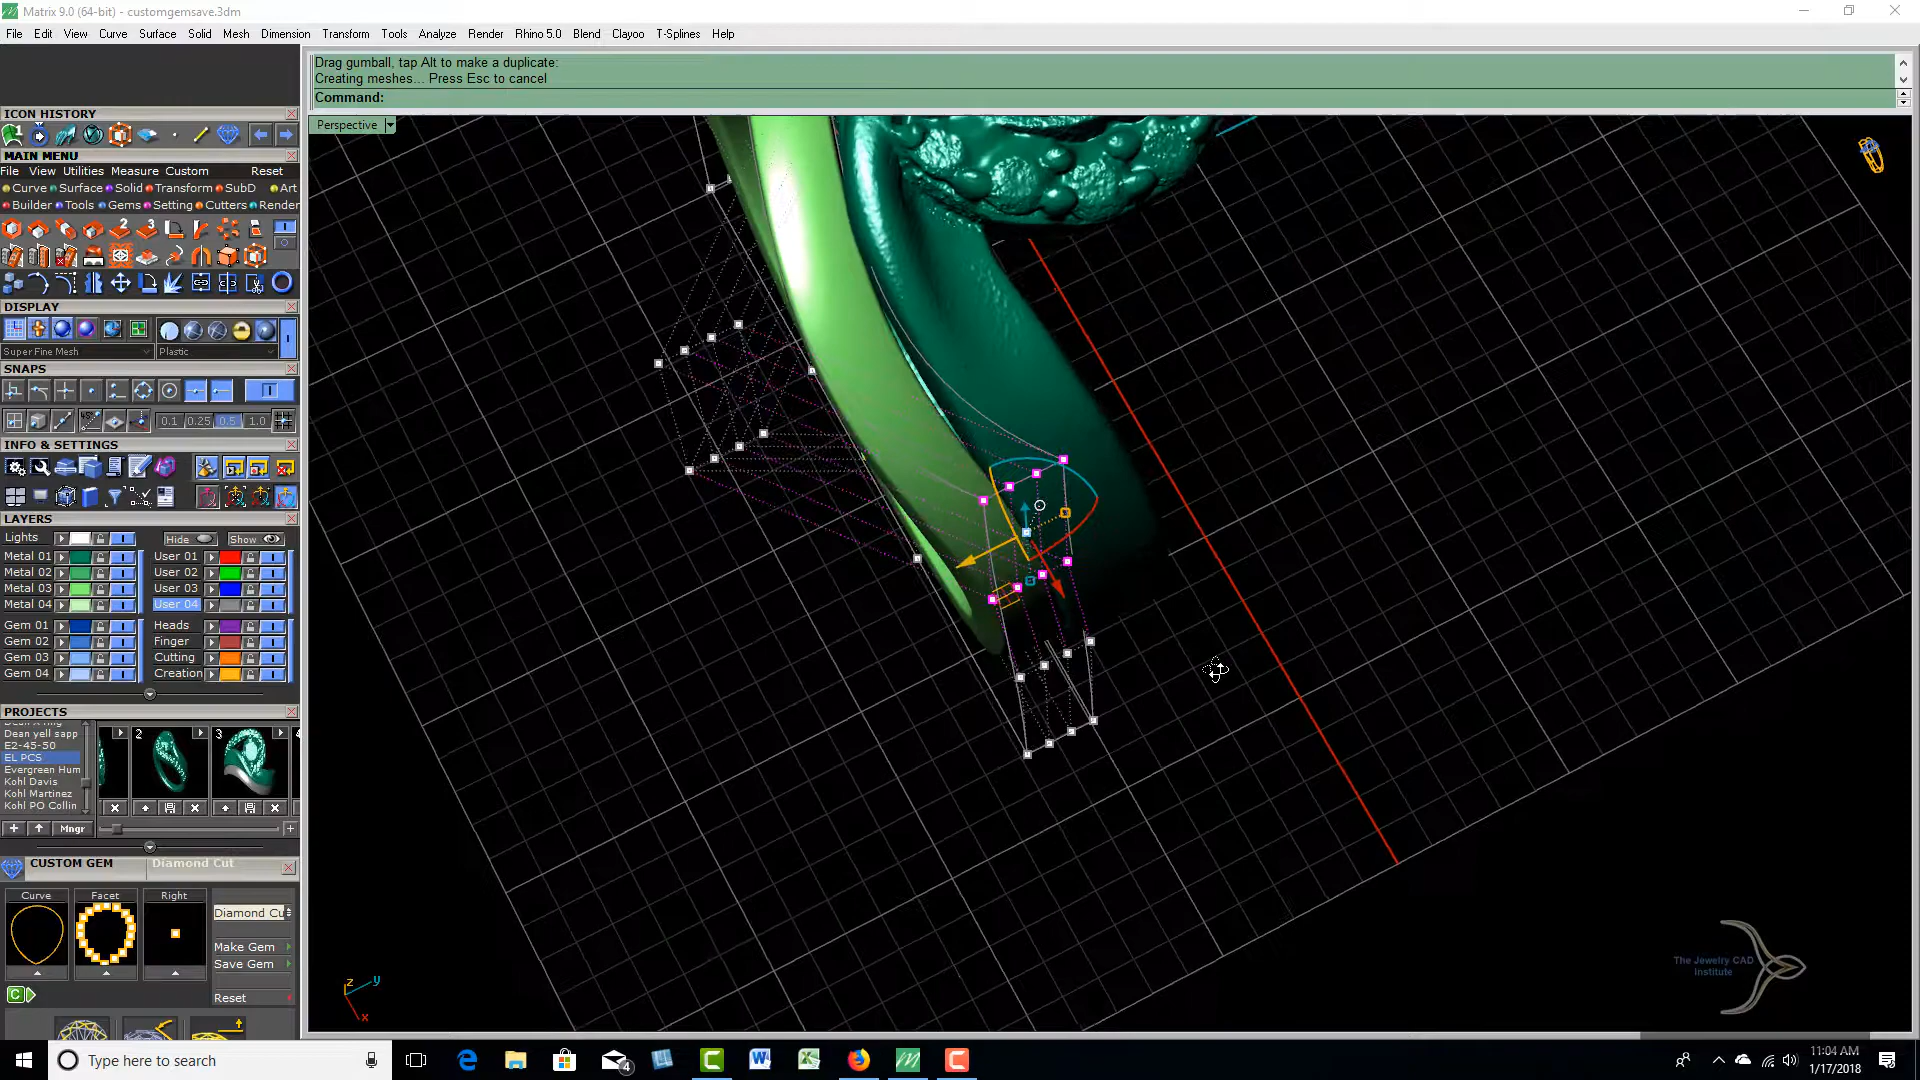 Matrix 9.0 (64-bit) - customgemsave.3dm
File Edit View Curve Surface Solid Mesh Dimension Transform Tools Analyze Render Rhino 5.0 Blend Clayoo T-Splines Help
Drag gumball, tap Alt to make a duplicate:
Creating meshes... Press Esc to cancel
Command:
Perspective
ICON HISTORY
MAIN MENU
File View Utilities Measure Custom Reset
Curve Surface Solid Transform SubD Art
Builder Tools Gems Setting Cutters Render
DISPLAY
Super Fine Mesh Plastic
SNAPS
0.1 0.25 0.5 1.0
INFO & SETTINGS
LAYERS
Lights Hide Show
Metal 01 User 01
Metal 02 User 02
Metal 03 User 03
Metal 04 User 04
Gem 01 Heads
Gem 02 Finger
Gem 03 Cutting
Gem 04 Creation
PROJECTS
Dean yell sapp 2 3
E2-45-50
EL PCS
Evergreen Hum
Kohl Davis
Kohl Martinez
Kohl PO Collin
Mngr
CUSTOM GEM Diamond Cut
Curve Facet Right
Diamond Cu
Make Gem
Save Gem
Reset
C
z y
x
The Jewelry CAD
Institute
Type here to search
4
11:04 AM
1/17/2018